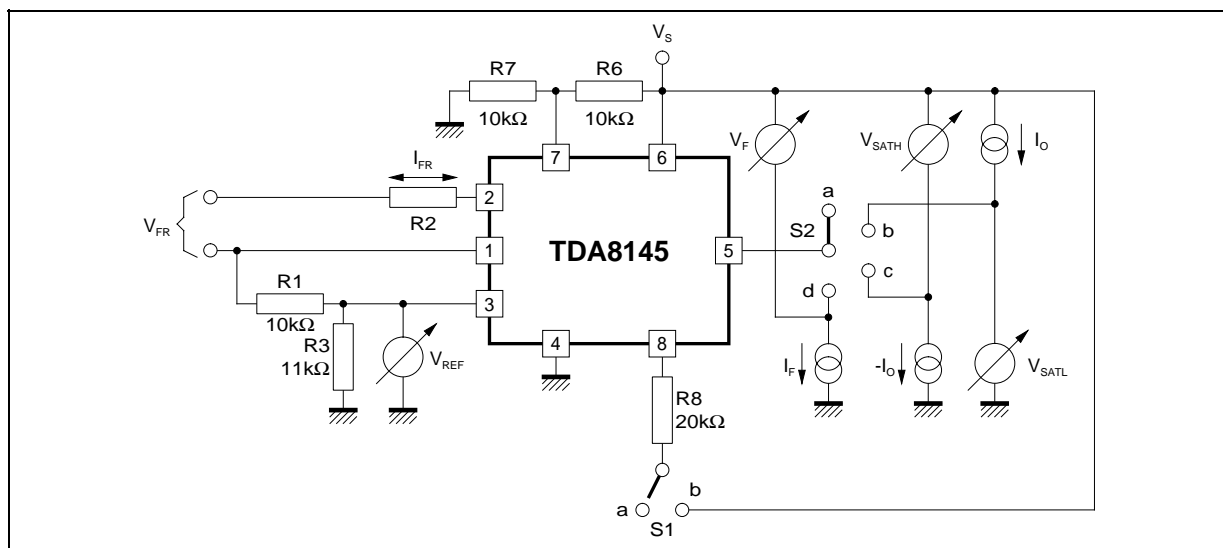 V_S
R7
R6
10kΩ
10kΩ
7
6
V_F
V_SATH
I_O
I_FR
2
R2
V_FR
1
TDA8145
5
S2
a
b
c
d
R1
10kΩ
3
R3
11kΩ
V_REF
4
8
I_F
-I_O
V_SATL
R8
20kΩ
a
b
S1